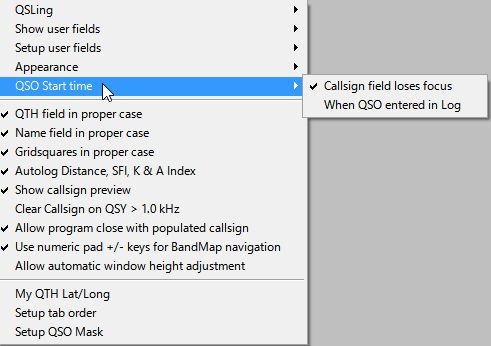 QSLing
Show user fields
Setup user fields
Appearance
QSO Start time
Callsign field loses focus
When QSO entered in Log
QTH field in proper case
Name field in proper case
Gridsquares in proper case
Autolog Distance, SFI, K & A Index
Show callsign preview
Clear Callsign on QSY > 1.0 kHz
Allow program close with populated callsign
Use numeric pad +/- keys for BandMap navigation
Allow automatic window height adjustment
My QTH Lat/Long
Setup tab order
Setup QSO Mask